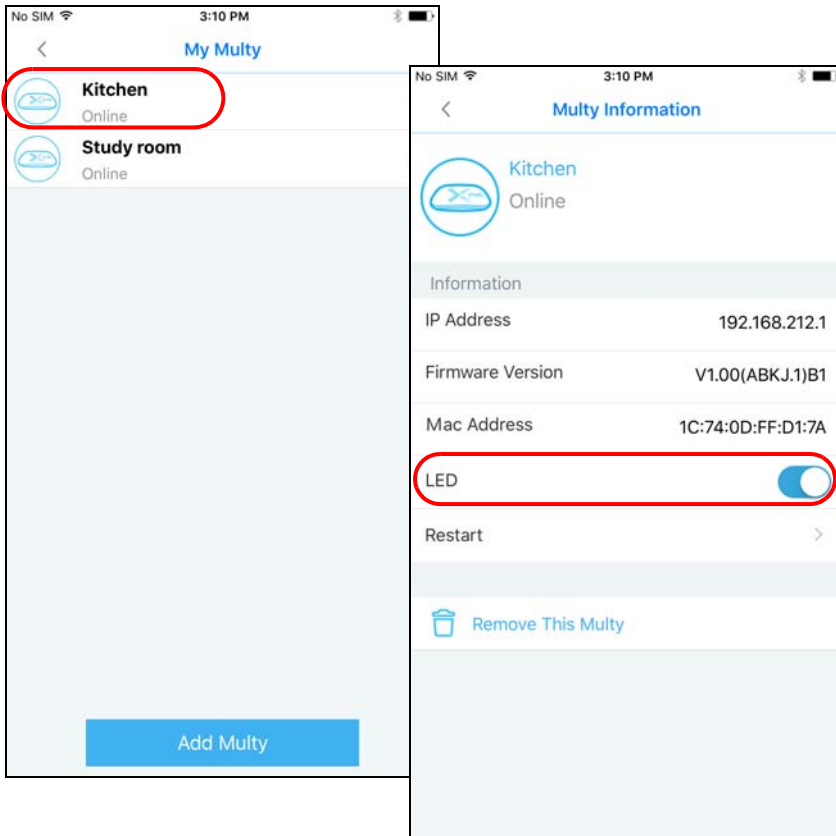 No SIM 3:10 PM
My Multy
Kitchen
Online
Study room
Online
Add Multy
No SIM 3:10 PM
Multy Information
Kitchen
Online
Information
IP Address 192.168.212.1
Firmware Version V1.00(ABKJ.1)B1
Mac Address 1C:74:0D:FF:D1:7A
LED
Restart
Remove This Multy